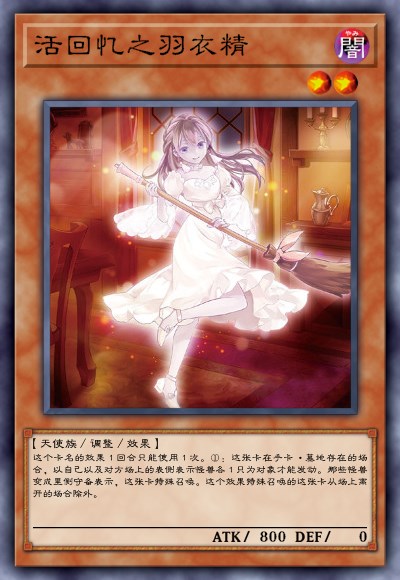 活回忆之羽衣精
やみ
闇
【天使族／调整／效果】
这个卡名的效果1回合只能使用1次。①：这张卡在手卡·墓地存在的场
合，以自己以及对方场上的表侧表示怪兽各1只为对象才能发动。那些怪兽
变成里侧守备表示，这张卡特殊召唤。这个效果特殊召唤的这张卡从场上离
开的场合除外。
ATK/ 800 DEF/ 0